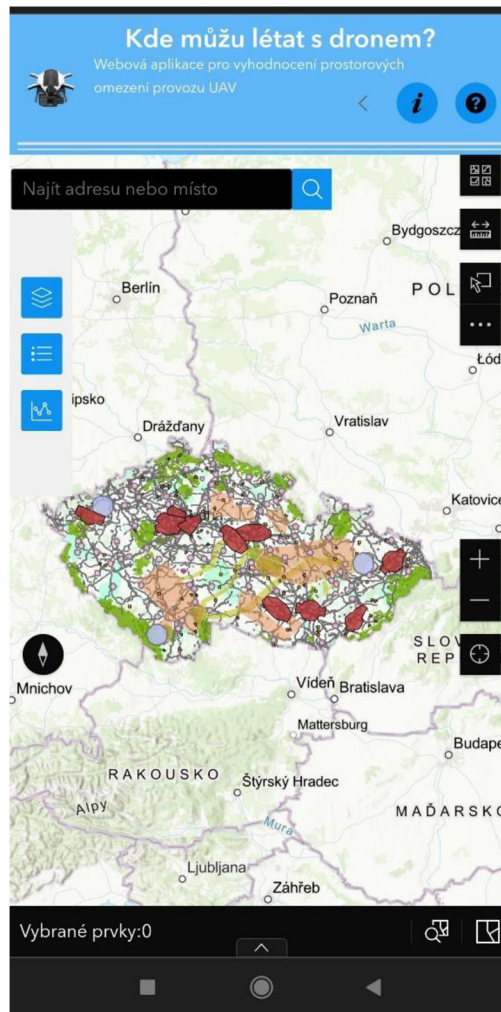 Kde můžu létat s dronem?
Webová aplikace pro vyhodnocení prostorových
omezení provozu UAV
Najít adresu nebo místo
Bydgoszcz
Berlín
Poznaň
POL
Warta
Łód
ipsko
Drážďany
Vratislav
Katovice
SLOV
REP
Mnichov
Vídeň
Bratislava
Mattersburg
Budape
RAKOUSKO
Štýrský Hradec
Alpy
MAĎARSKO
Mura
Ljubljana
Záhřeb
Vybrané prvky:0